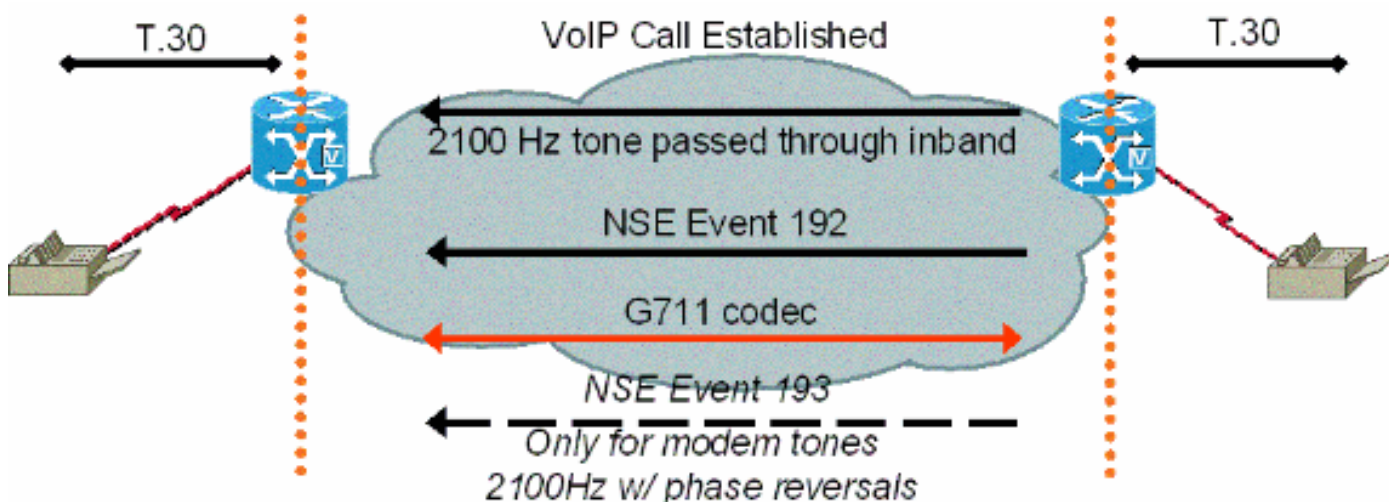 T.30
VoIP Call Established
T.30
2100 Hz tone passed through inband
V
V
NSE Event 192
G711 codec
NSE Event 193
Only for modem tones
2100Hz w/ phase reversals